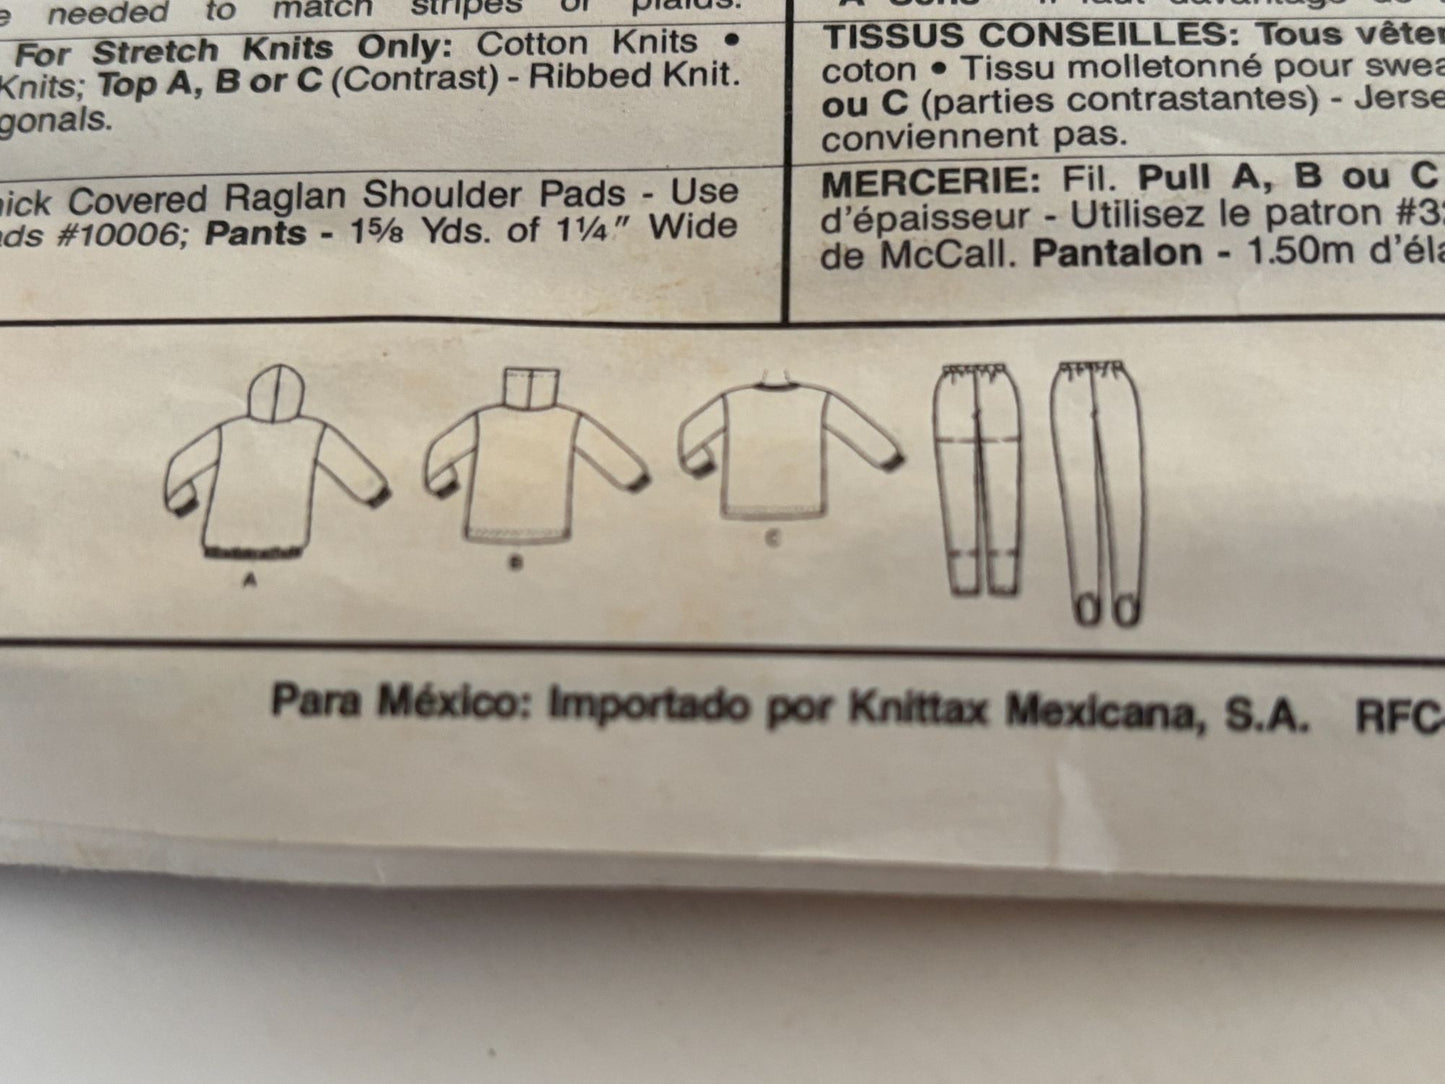 needed to match stripes or plaids.
For Stretch Knits Only: Cotton Knits •
Knits; Top A, B or C (Contrast) - Ribbed Knit.
gonals.
ick Covered Raglan Shoulder Pads - Use
ds #10006; Pants - 1⅝ Yds. of 1¼" Wide
TISSUS CONSEILLES: Tous vêter
coton • Tissu molletonné pour swea
ou C (parties contrastantes) - Jerse
conviennent pas.
MERCERIE: Fil. Pull A, B ou C
d'épaisseur - Utilisez le patron #3
de McCall. Pantalon - 1.50m d'éla
A
B
C
Para México: Importado por Knittax Mexicana, S.A. RFC-